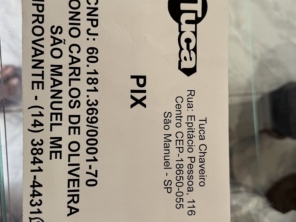 Tuca
Tuca Chaveiro
Rua: Epitácio Pessoa, 116
Centro CEP-18650-055
São Manuel - SP
PIX
CNPJ: 60.181.369/0001-70
ONIO CARLOS DE OLIVEIRA
SÃO MANUEL ME
MPROVANTE - (14) 3841-4431